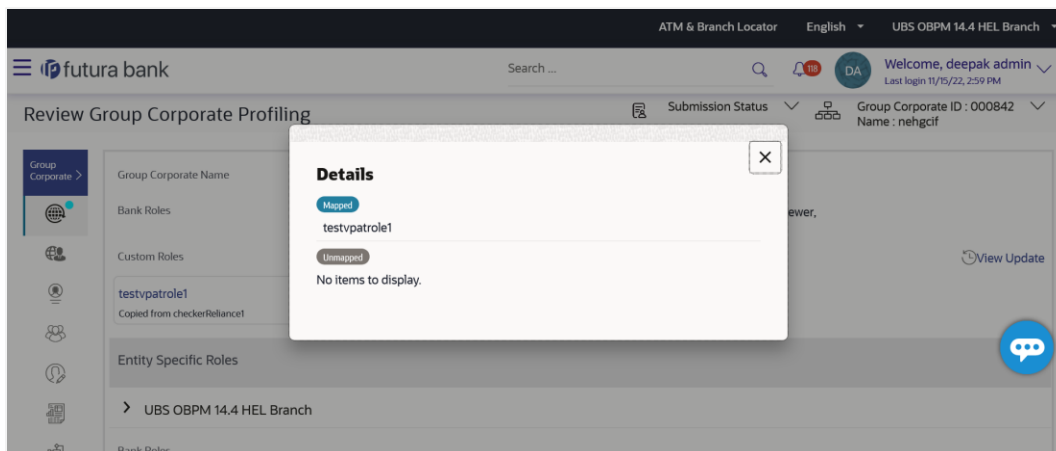 ATM & Branch Locator English UBS OBPM 14.4 HEL Branch
futura bank Search ... 118 DA Welcome, deepak admin
Last login 11/15/22, 2:59 PM
Review Group Corporate Profiling Submission Status Group Corporate ID : 000842
Name : nehgcif
Group
Corporate >
Group Corporate Name
Bank Roles ewer,
Custom Roles View Update
testvpatrole1
Copied from checkerReliance1
Details
Mapped
testvpatrole1
Unmapped
No items to display.
Entity Specific Roles
UBS OBPM 14.4 HEL Branch
Bank Roles